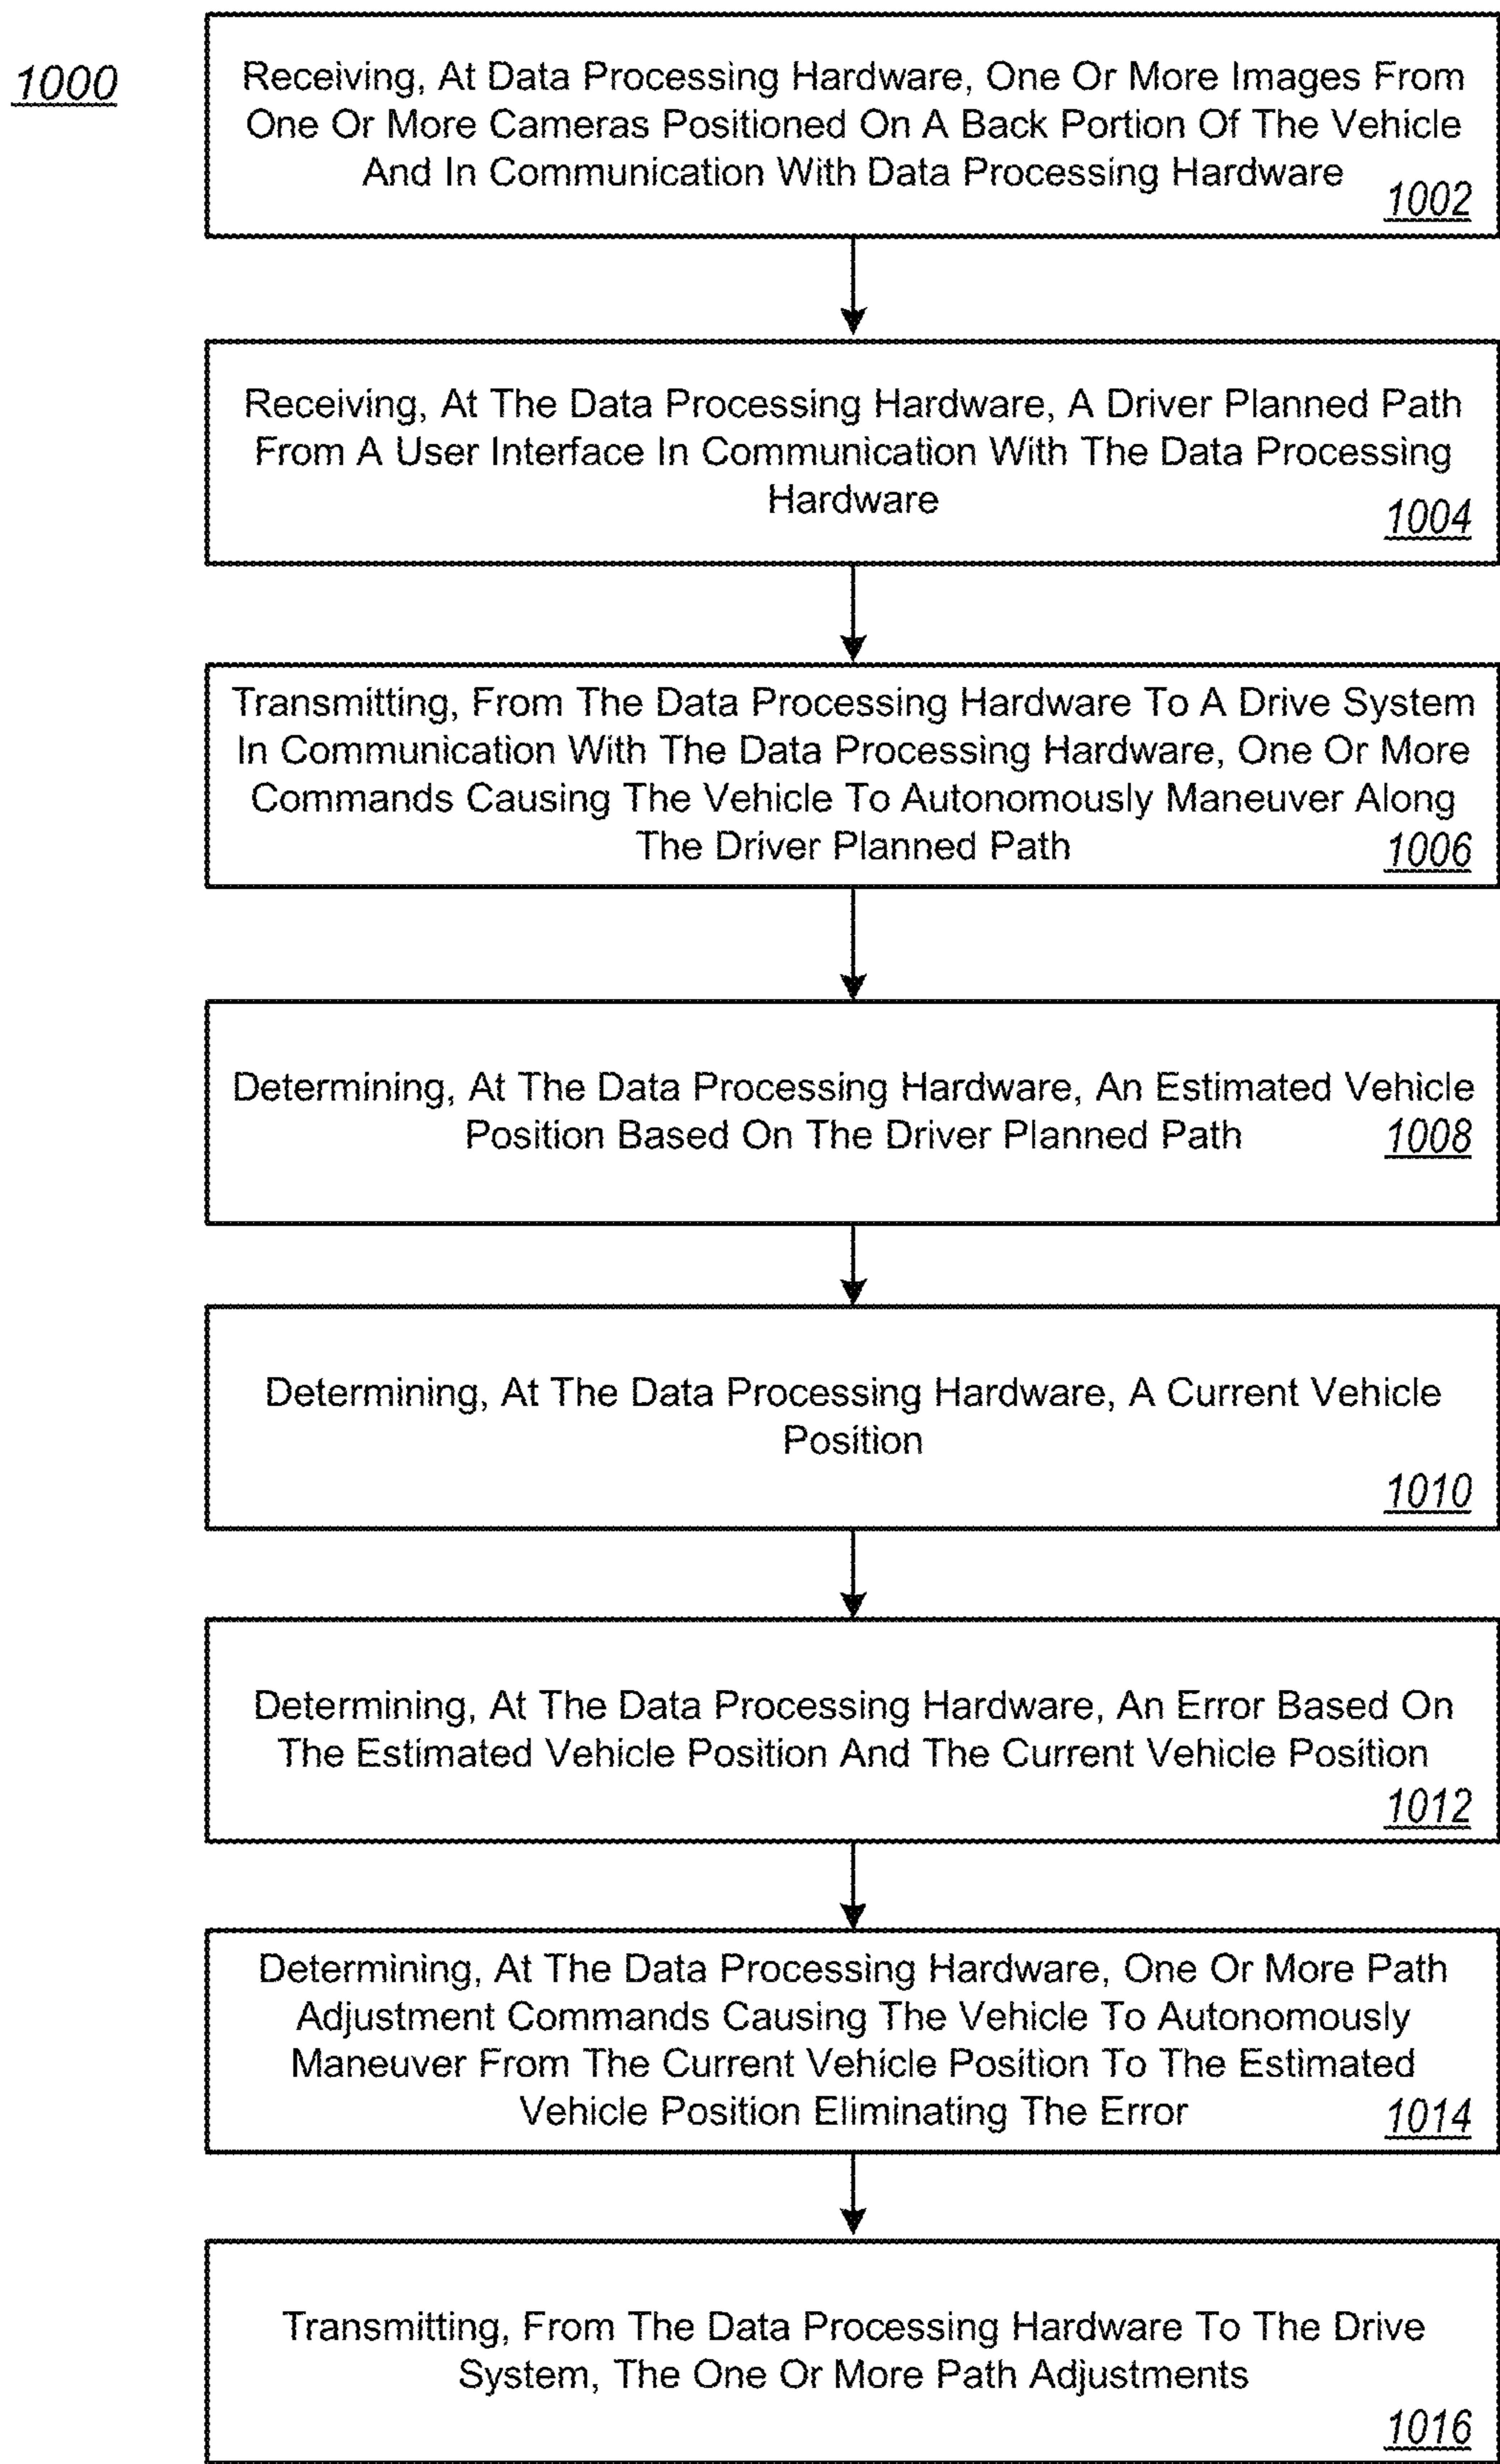 1000
Receiving, At Data Processing Hardware, One Or More Images From
One Or More Cameras Positioned On A Back Portion Of The Vehicle
And In Communication With Data Processing Hardware
1002
Receiving, At The Data Processing Hardware, A Driver Planned Path
From A User Interface In Communication With The Data Processing
Hardware
1004
Transmitting, From The Data Processing Hardware To A Drive System
In Communication With The Data Processing Hardware, One Or More
Commands Causing The Vehicle To Autonomously Maneuver Along
The Driver Planned Path
1006
Determining, At The Data Processing Hardware, An Estimated Vehicle
Position Based On The Driver Planned Path
1008
Determining, At The Data Processing Hardware, A Current Vehicle
Position
1010
Determining, At The Data Processing Hardware, An Error Based On
The Estimated Vehicle Position And The Current Vehicle Position
1012
Determining, At The Data Processing Hardware, One Or More Path
Adjustment Commands Causing The Vehicle To Autonomously
Maneuver From The Current Vehicle Position To The Estimated
Vehicle Position Eliminating The Error
1014
Transmitting, From The Data Processing Hardware To The Drive
System, The One Or More Path Adjustments
1016